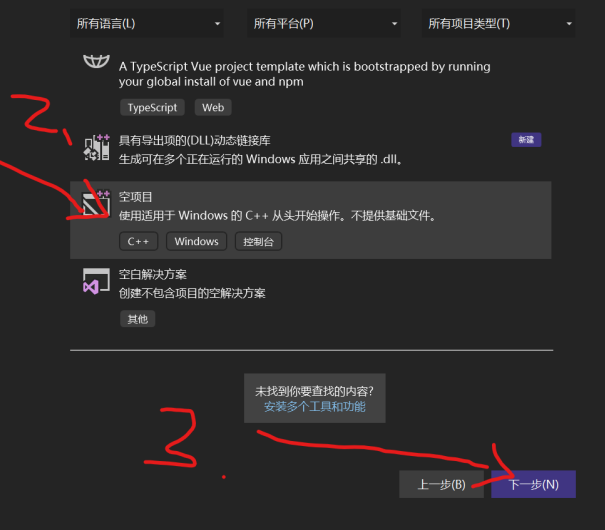 所有语言(L)
所有平台(P)
所有项目类型(T)
A TypeScript Vue project template which is bootstrapped by running
your global install of vue and npm
TypeScript
Web
2.
具有导出项的(DLL)动态链接库
新建
生成可在多个正在运行的 Windows 应用之间共享的 .dll。
空项目
使用适用于 Windows 的 C++ 从头开始操作。不提供基础文件。
C++
Windows
控制台
空白解决方案
创建不包含项目的空解决方案
其他
未找到你要查找的内容?
安装多个工具和功能
3.
上一步(B)
下一步(N)